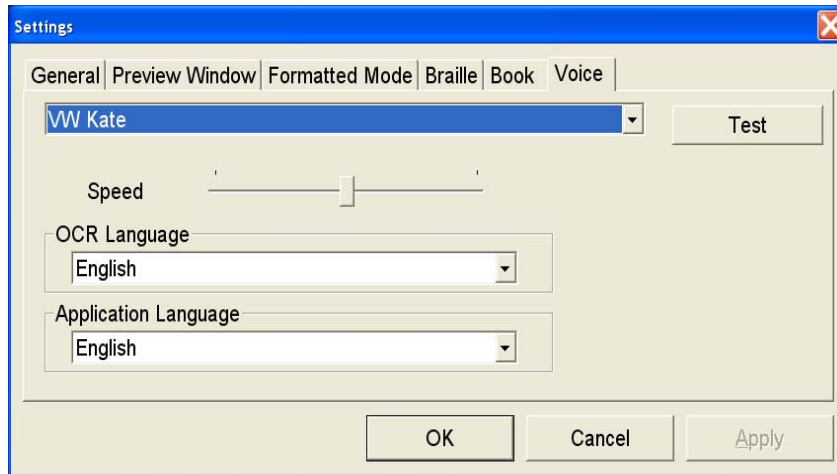 Settings
General Preview Window Formatted Mode Braille Book Voice
VW Kate
Test
Speed
OCR Language
English
Application Language
English
OK Cancel Apply